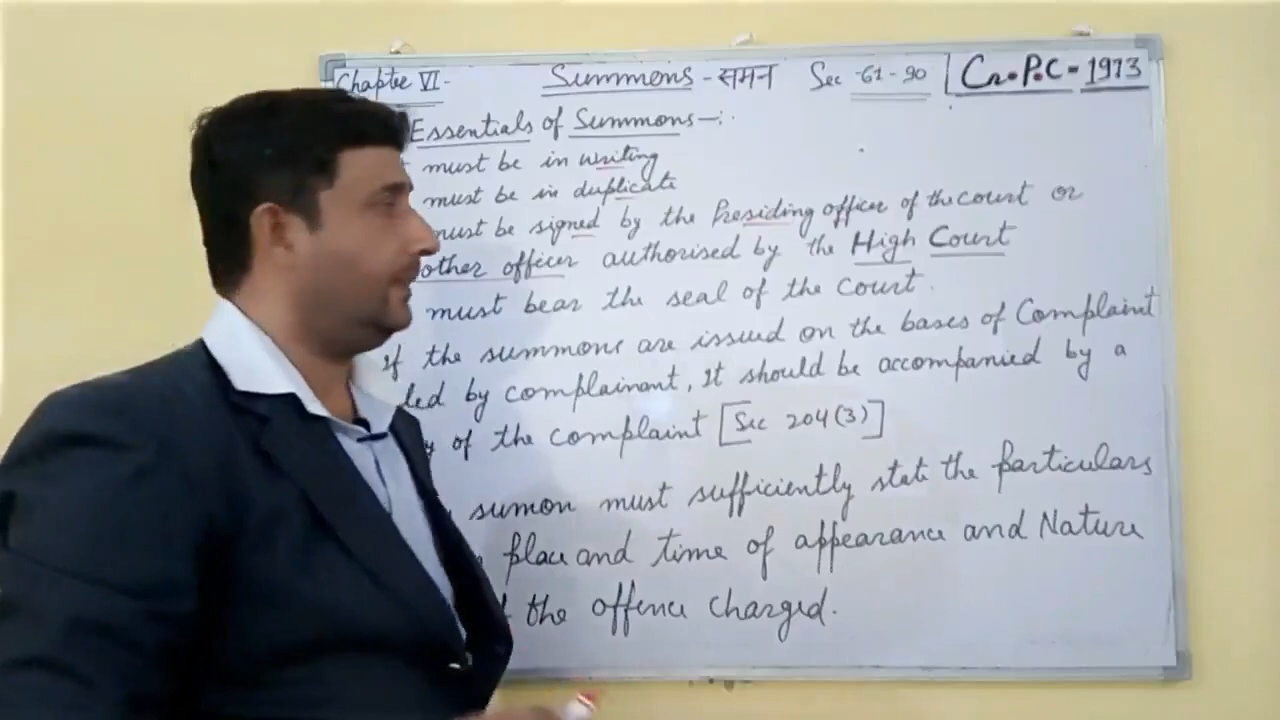 Chapter VI - Summons - समन Sec - 61 - 90 Cr.P.C - 1973
Essentials of Summons -:
must be in writing
must be in duplicate
must be signed by the Presiding officer of the court or
other officer authorised by the High Court
must bear the seal of the court.
If the summons are issued on the bases of Complaint
led by complainant, It should be accompanied by a
y of the complaint [Sec 204(3)]
sumon must sufficiently state the particulars
place and time of appearance and Nature
the offence charged.